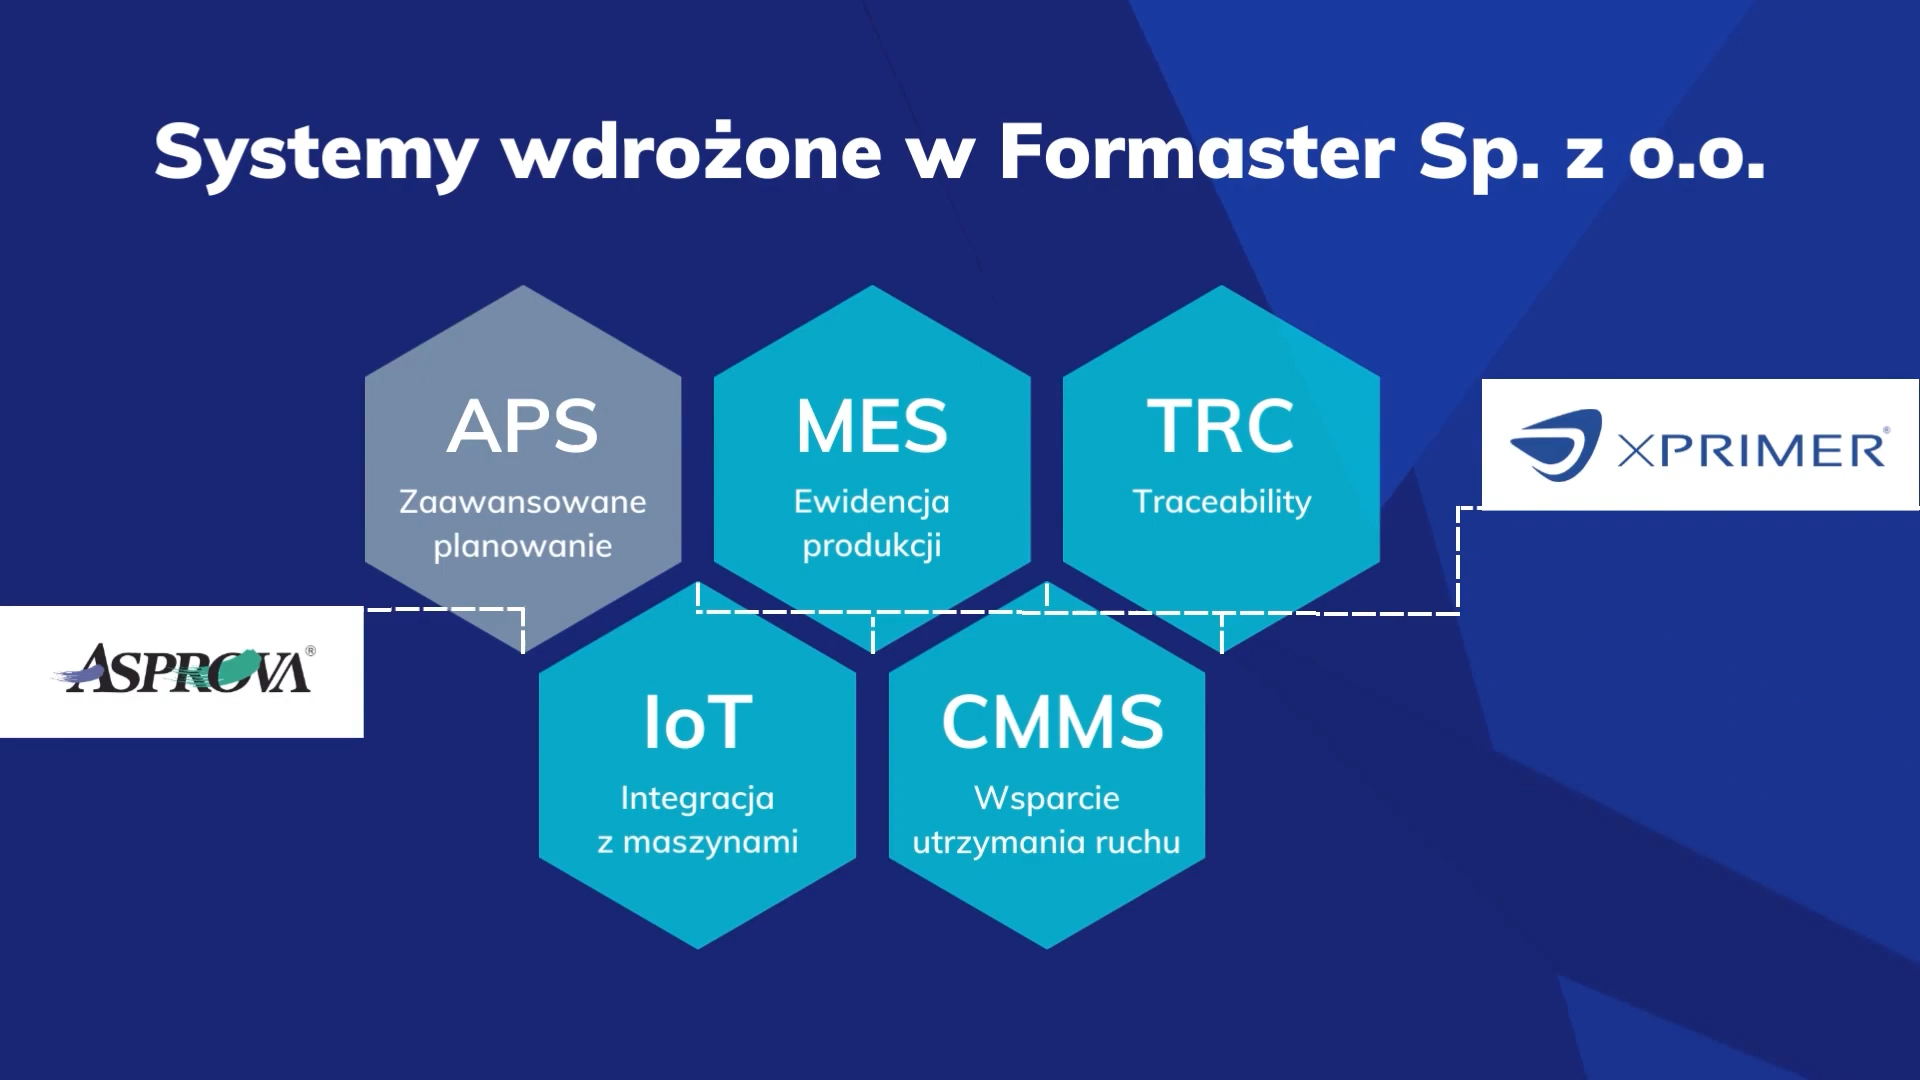 Systemy wdrożone w Formaster Sp. z o.o.
APS
Zaawansowane
planowanie
MES
Ewidencja
produkcji
TRC
Traceability
XPRIMER®
ASPROVA®
IoT
Integracja
z maszynami
CMMS
Wsparcie
utrzymania ruchu